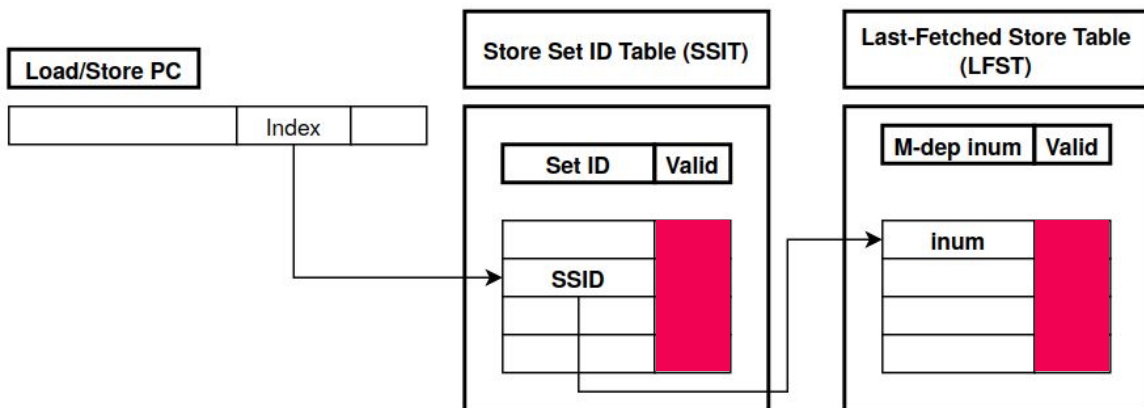 Load/Store PC
Index
Store Set ID Table (SSIT)
Set ID
Valid
SSID
Last-Fetched Store Table
(LFST)
M-dep inum
Valid
inum